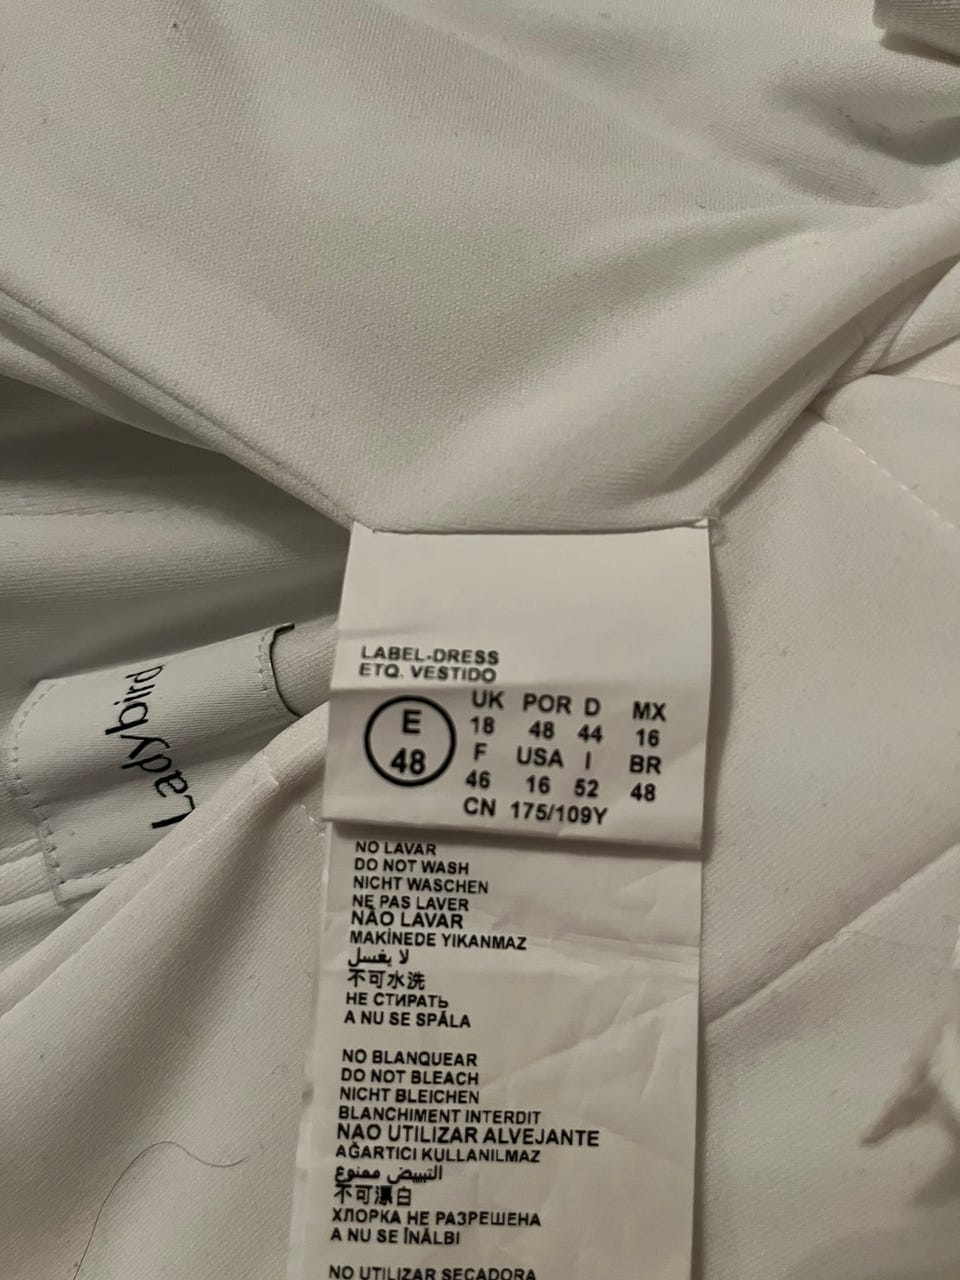 Ladybird
LABEL-DRESS
ETQ. VESTIDO
E
48
UK POR D MX
18 48 44 16
F USA I BR
46 16 52 48
CN 175/109Y
NO LAVAR
DO NOT WASH
NICHT WASCHEN
NE PAS LAVER
NÃO LAVAR
MAKİNEDE YIKANMAZ
لا يغسل
不可水洗
НЕ СТИРАТЬ
A NU SE SPĂLA
NO BLANQUEAR
DO NOT BLEACH
NICHT BLEICHEN
BLANCHIMENT INTERDIT
NAO UTILIZAR ALVEJANTE
AĞARTICI KULLANILMAZ
التبييض ممنوع
不可漂白
ХЛОРКА НЕ РАЗРЕШЕНА
A NU SE ÎNĂLBI
NO UTILIZAR SECADORA